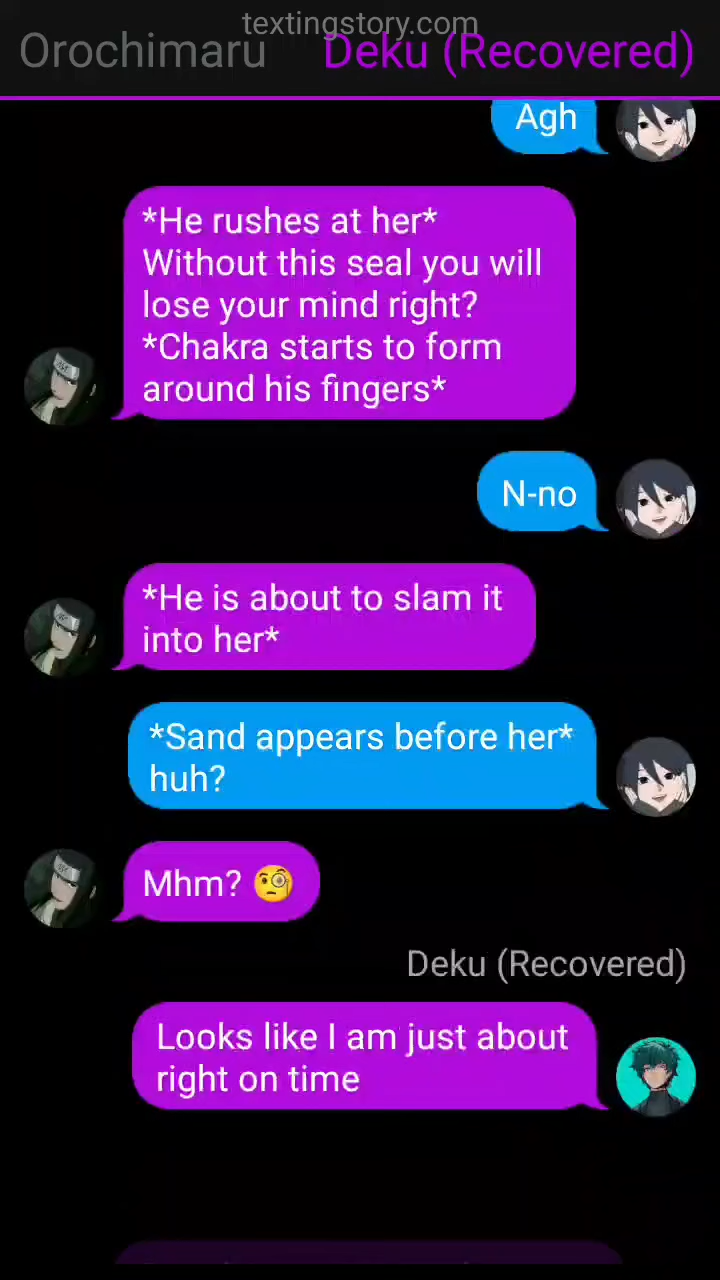 textingstory.com
Orochimaru
Deku (Recovered)
Agh
*He rushes at her*
Without this seal you will
lose your mind right?
*Chakra starts to form
around his fingers*
N-no
*He is about to slam it
into her*
*Sand appears before her*
huh?
Mhm? 🧐
Deku (Recovered)
Looks like I am just about
right on time